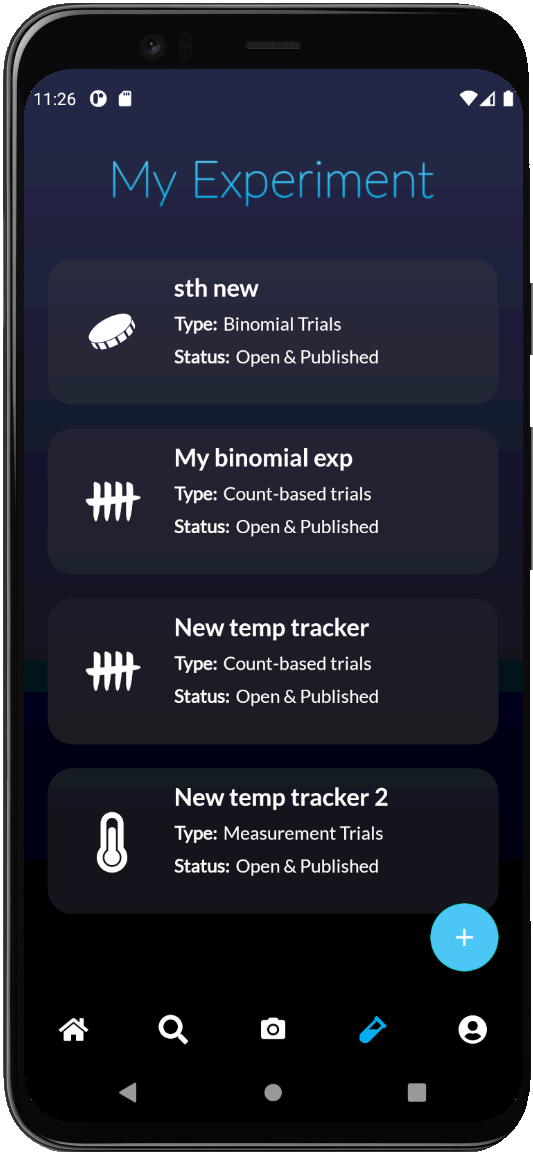 11:26
My Experiment
sth new
Type: Binomial Trials
Status: Open & Published
My binomial exp
Type: Count-based trials
Status: Open & Published
New temp tracker
Type: Count-based trials
Status: Open & Published
New temp tracker 2
Type: Measurement Trials
Status: Open & Published
+